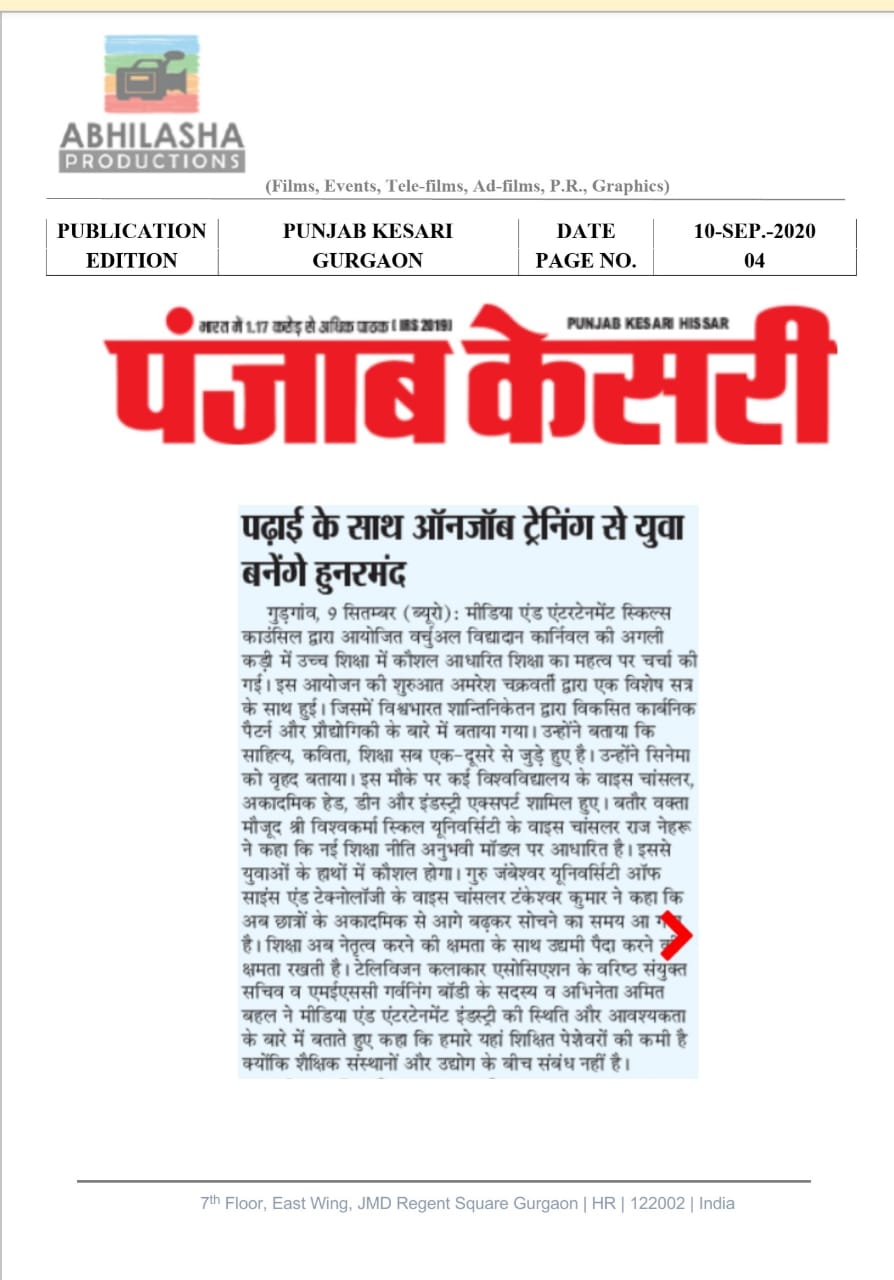 ABHILASHA
PRODUCTIONS
(Films, Events, Tele-films, Ad-films, P.R., Graphics)
PUBLICATION PUNJAB KESARI DATE 10-SEP.-2020
EDITION GURGAON PAGE NO. 04
भारत में 1.17 करोड़ से अधिक पाठक [ IRS 2019] PUNJAB KESARI HISSAR
पंजाब केसरी
पढ़ाई के साथ ऑनजॉब ट्रेनिंग से युवा
बनेंगे हुनरमंद
गुड़गांव, 9 सितम्बर (ब्यूरो): मीडिया एंड एंटरटेनमेंट स्किल्स
काउंसिल द्वारा आयोजित वर्चुअल विद्यादान कार्निवल की अगली
कड़ी में उच्च शिक्षा में कौशल आधारित शिक्षा का महत्व पर चर्चा की
गई। इस आयोजन की शुरुआत अमरेश चक्रवर्ती द्वारा एक विशेष सत्र
के साथ हुई। जिसमें विश्वभारत शान्तिनिकेतन द्वारा विकसित कार्बनिक
पैटर्न और प्रौद्योगिकी के बारे में बताया गया। उन्होंने बताया कि
साहित्य, कविता, शिक्षा सब एक-दूसरे से जुड़े हुए है। उन्होंने सिनेमा
को वृहद बताया। इस मौके पर कई विश्वविद्यालय के वाइस चांसलर,
अकादमिक हेड, डीन और इंडस्ट्री एक्सपर्ट शामिल हुए। बतौर वक्ता
मौजूद श्री विश्वकर्मा स्किल यूनिवर्सिटी के वाइस चांसलर राज नेहरू
ने कहा कि नई शिक्षा नीति अनुभवी मॉडल पर आधारित है। इससे
युवाओं के हाथों में कौशल होगा। गुरु जंबेश्वर यूनिवर्सिटी ऑफ
साइंस एंड टेक्नोलॉजी के वाइस चांसलर टंकेश्वर कुमार ने कहा कि
अब छात्रों के अकादमिक से आगे बढ़कर सोचने का समय आ
है। शिक्षा अब नेतृत्व करने की क्षमता के साथ उद्यमी पैदा करने
क्षमता रखती है। टेलिविजन कलाकार एसोसिएशन के वरिष्ठ संयुक्त
सचिव व एमईएससी गर्वनिंग बॉडी के सदस्य व अभिनेता अमित
बहल ने मीडिया एंड एंटरटेनमेंट इंडस्ट्री की स्थिति और आवश्यकता
के बारे में बताते हुए कहा कि हमारे यहां शिक्षित पेशेवरों की कमी है
क्योंकि शैक्षिक संस्थानों और उद्योग के बीच संबंध नहीं है।
7th Floor, East Wing, JMD Regent Square Gurgaon | HR | 122002 | India